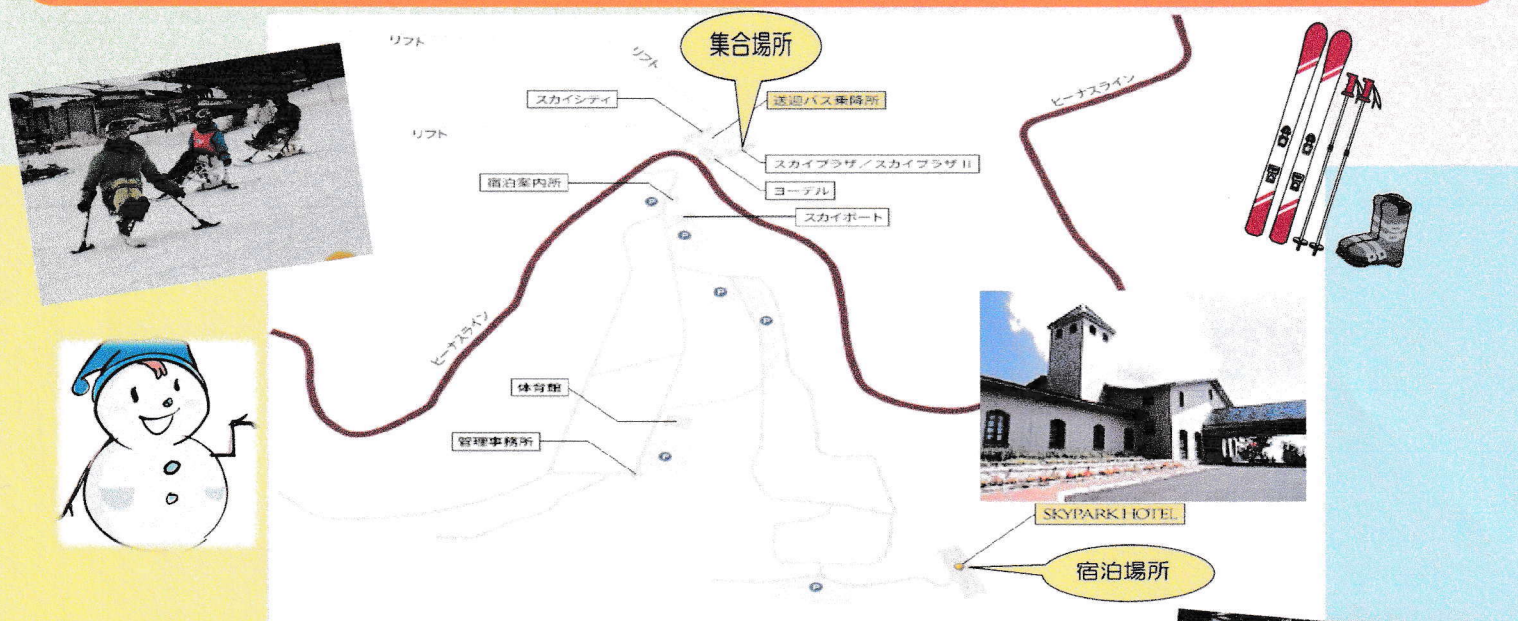 リフト
リフト
集合場所
スカイシティ
送迎バス乗降所
ビーナスライン
リフト
スカイプラザ/スカイプラザ II
宿泊案内所
ヨーデル
スカイポート
P
P
P
P
ビーナスライン
体育館
管理事務所
P
SKYPARK HOTEL
宿泊場所
P